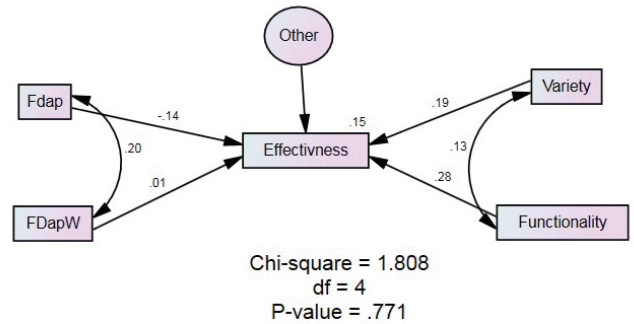 Other
Fdap
Variety
-.14
.19
.15
.20
Effectivness
.13
.01
.28
FDapW
Functionality
Chi-square = 1.808
df = 4
P-value = .771